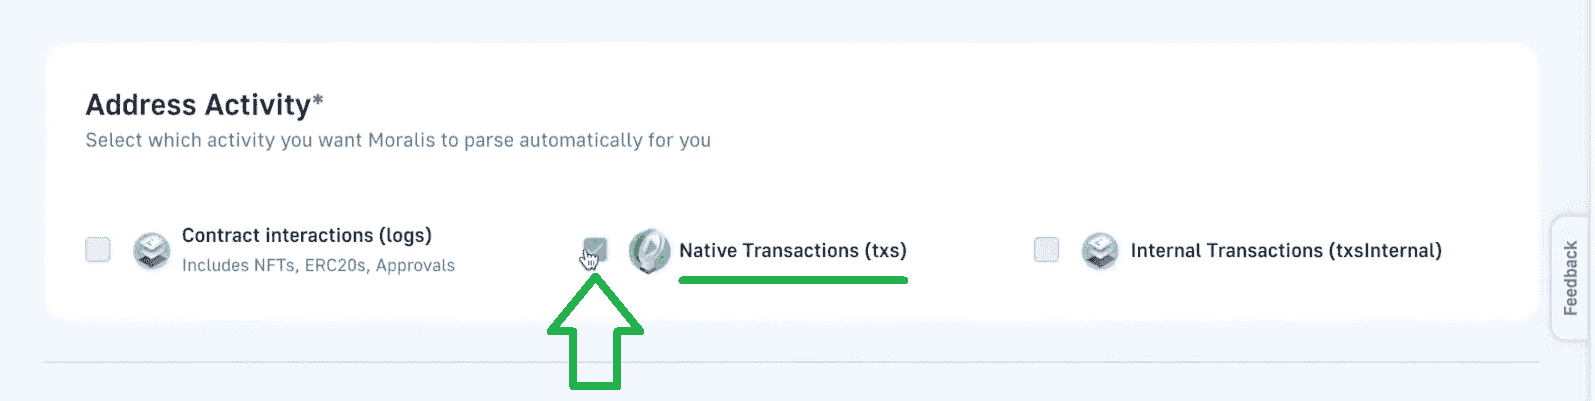 Address Activity*
Select which activity you want Moralis to parse automatically for you
Contract interactions (logs)
Includes NFTs, ERC20s, Approvals
Native Transactions (txs)
Internal Transactions (txsInternal)
Feedback